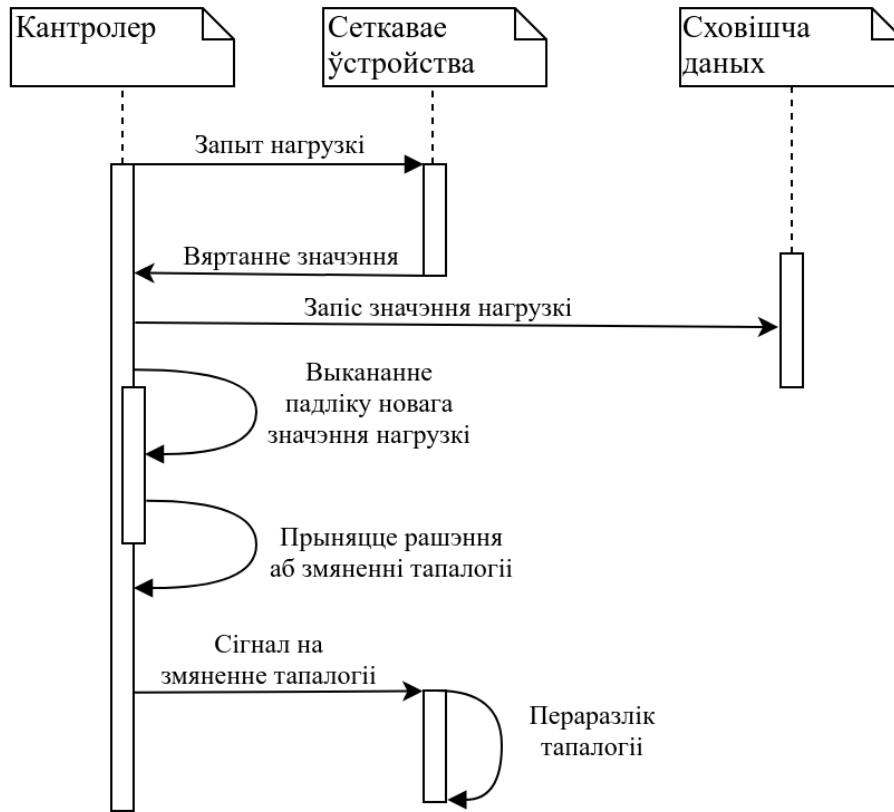 Кантролер
Сеткавае
ўстройства
Сховішча
даных
Запыт нагрузкі
Вяртанне значэння
Запіс значэння нагрузкі
Выкананне
падліку новага
значэння нагрузкі
Прыняцце рашэння
аб змяненні тапалогіі
Сігнал на
змяненне тапалогіі
Пераразлік
тапалогіі